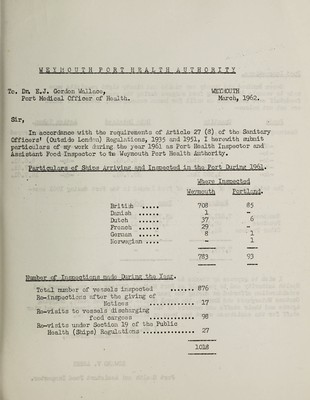 WEYMOUTH PORT HEALTH AUTHORITY
To. Dr. E.J. Gordon Wallace, WEYMOUTH
Port Medical Officer of Health. March, 1962.
Sir,
In accordance with the requirements of Article 27 (8) of the Sanitary
Officers' (Outside London) Regulations, 1935 and 1951, I herewith submit
particulars of my work during the year 1961 as Port Health Inspector and
Assistant Food Inspector to the Weymouth Port Health Authority.
Particulars of Ships Arriving and Inspected in the Port During 1961.
Where Inspected
Weymouth Portland.
British ..... 708 85
Danish ...... 1 -
Dutch ...... 37 6
French ...... 29 -
German ...... 8 1
Norwegian .... - 1
783 93
Number of Inspections made During the Year.
Total number of vessels inspected ....... 876
Re-inspections after the giving of
Notices ............. 17
Re-visits to vessels discharging
food cargoes ............. 98
Re-visits under Section 19 of the Public
Health (Ships) Regulations ............. 27
1018